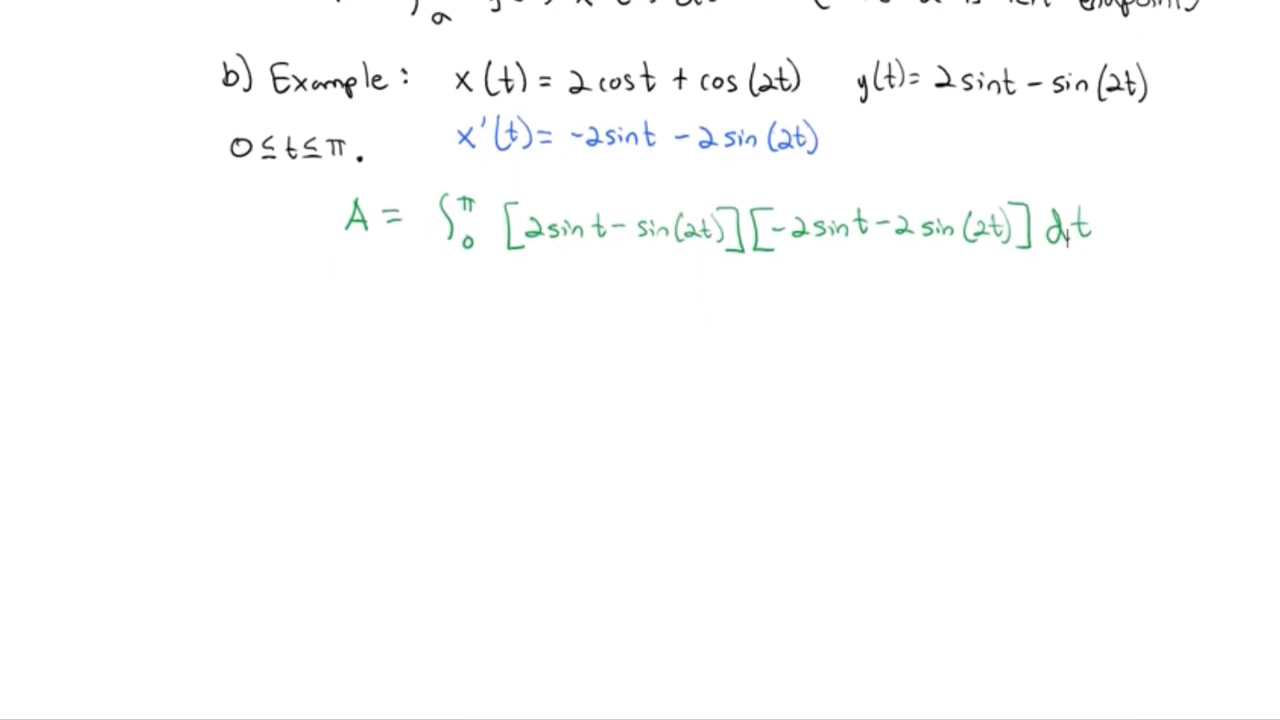 a
b) Example: x(t) = 2cost + cos(2t) y(t) = 2sint - sin(2t)
0 ≤ t ≤ π. x'(t) = -2sint - 2sin(2t)
A = ∫₀^π [2sint - sin(2t)][-2sint - 2sin(2t)] dt